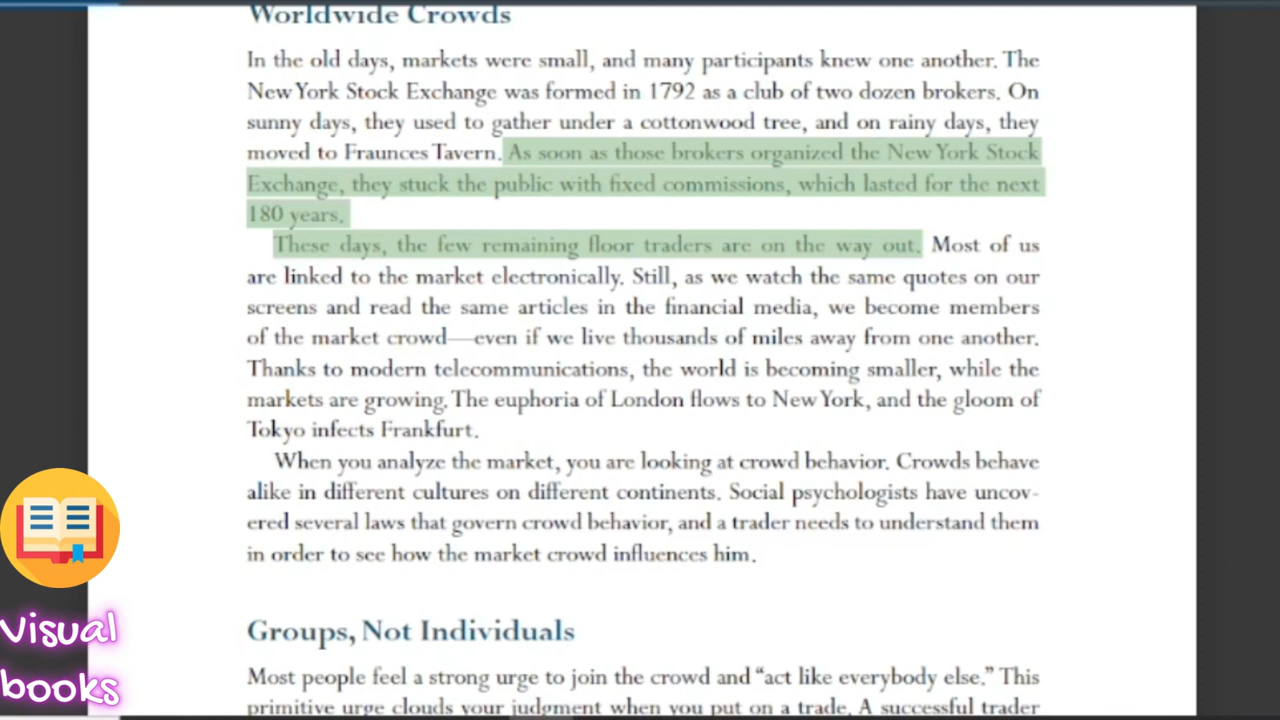 Worldwide Crowds
In the old days, markets were small, and many participants knew one another. The
New York Stock Exchange was formed in 1792 as a club of two dozen brokers. On
sunny days, they used to gather under a cottonwood tree, and on rainy days, they
moved to Fraunces Tavern. As soon as those brokers organized the New York Stock
Exchange, they stuck the public with fixed commissions, which lasted for the next
180 years.
These days, the few remaining floor traders are on the way out. Most of us
are linked to the market electronically. Still, as we watch the same quotes on our
screens and read the same articles in the financial media, we become members
of the market crowd—even if we live thousands of miles away from one another.
Thanks to modern telecommunications, the world is becoming smaller, while the
markets are growing. The euphoria of London flows to New York, and the gloom of
Tokyo infects Frankfurt.
When you analyze the market, you are looking at crowd behavior. Crowds behave
alike in different cultures on different continents. Social psychologists have uncov-
ered several laws that govern crowd behavior, and a trader needs to understand them
in order to see how the market crowd influences him.
Groups, Not Individuals
Most people feel a strong urge to join the crowd and “act like everybody else.” This
primitive urge clouds your judgment when you put on a trade. A successful trader
Visual
books